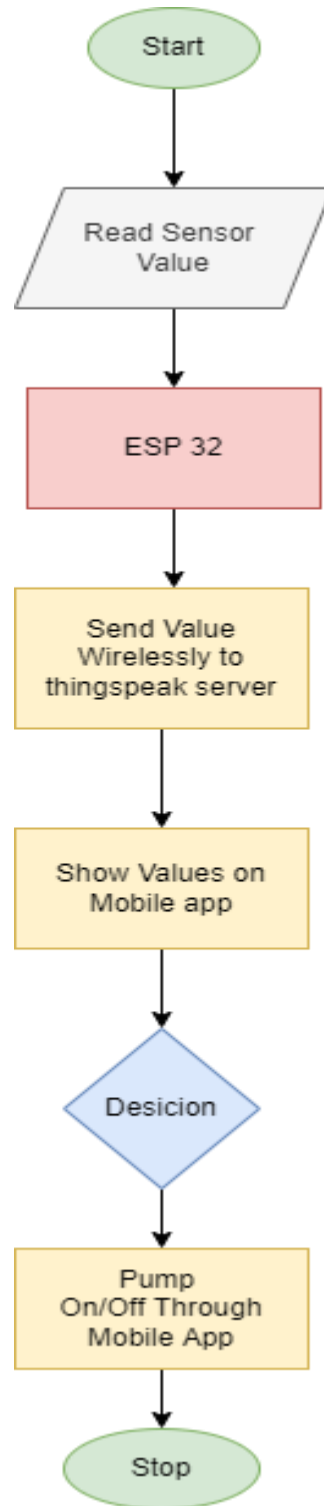 Start
Read Sensor
Value
ESP 32
Send Value
Wirelessly to
thingspeak server
Show Values on
Mobile app
Desicion
Pump
On/Off Through
Mobile App
Stop